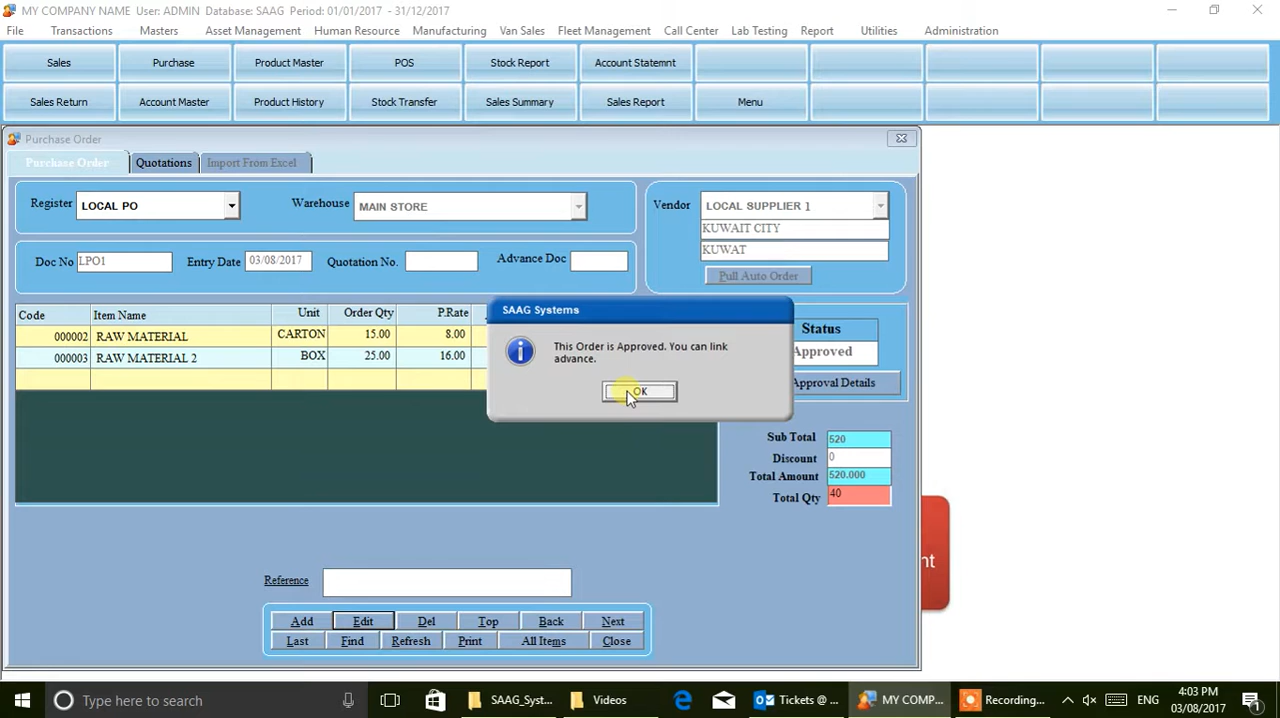 MY COMPANY NAME User: ADMIN Database: SAAG Period: 01/01/2017 - 31/12/2017
File Transactions Masters Asset Management Human Resource Manufacturing Van Sales Fleet Management Call Center Lab Testing Report Utilities Administration
Sales Purchase Product Master POS Stock Report Account Statemnt
Sales Return Account Master Product History Stock Transfer Sales Summary Sales Report Menu
Purchase Order
Purchase Order Quotations Import From Excel
Register LOCAL PO Warehouse MAIN STORE Vendor LOCAL SUPPLIER 1
KUWAIT CITY
KUWAT
Doc No LPO1 Entry Date 03/08/2017 Quotation No. Advance Doc
Pull Auto Order
Code Item Name Unit Order Qty P.Rate
000002 RAW MATERIAL CARTON 15.00 8.00
000003 RAW MATERIAL 2 BOX 25.00 16.00
SAAG Systems
This Order is Approved. You can link
advance.
OK
Status
Approved
Approval Details
Sub Total 520
Discount 0
Total Amount 520.000
Total Qty 40
nt
Reference
Add Edit Del Top Back Next
Last Find Refresh Print All Items Close
Type here to search SAAG_Syst... Videos Tickets @ ... MY COMP... Recording... ENG 4:03 PM
03/08/2017 1